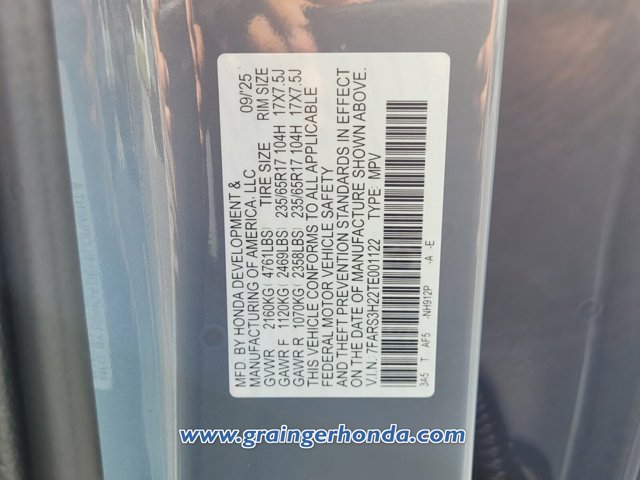 MFD. BY HONDA DEVELOPMENT & 09/'25
MANUFACTURING OF AMERICA, LLC
GVWR 2160KG( 4761LBS) TIRE SIZE RIM SIZE
GAWR F 1120KG( 2469LBS) 235/65R17 104H 17X7.5J
GAWR R 1070KG( 2358LBS) 235/65R17 104H 17X7.5J
THIS VEHICLE CONFORMS TO ALL APPLICABLE
FEDERAL MOTOR VEHICLE SAFETY
AND THEFT PREVENTION STANDARDS IN EFFECT
ON THE DATE OF MANUFACTURE SHOWN ABOVE.
V.I.N. 7FARS3H22TE001122 TYPE: MPV
3A5 T AF5 -NH912P -A -E
www.graingerhonda.com